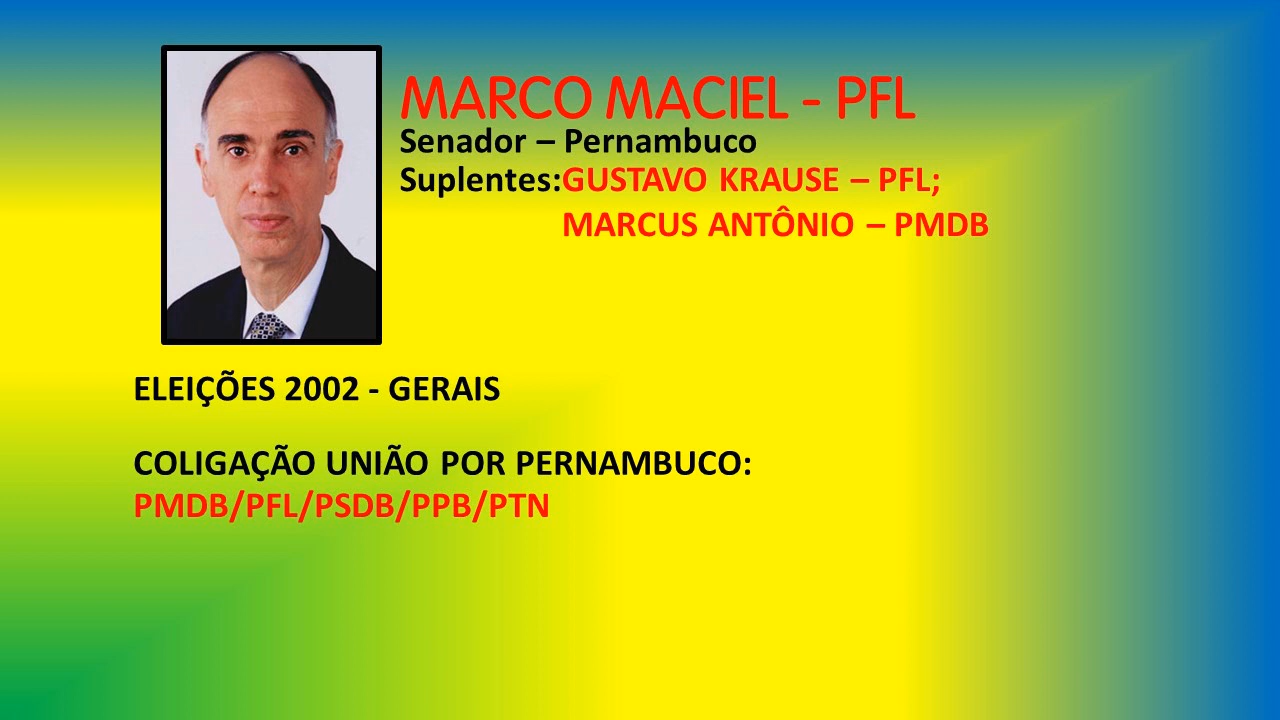 MARCO MACIEL - PFL
Senador – Pernambuco
Suplentes:GUSTAVO KRAUSE – PFL;
MARCUS ANTÔNIO – PMDB
ELEIÇÕES 2002 - GERAIS
COLIGAÇÃO UNIÃO POR PERNAMBUCO:
PMDB/PFL/PSDB/PPB/PTN